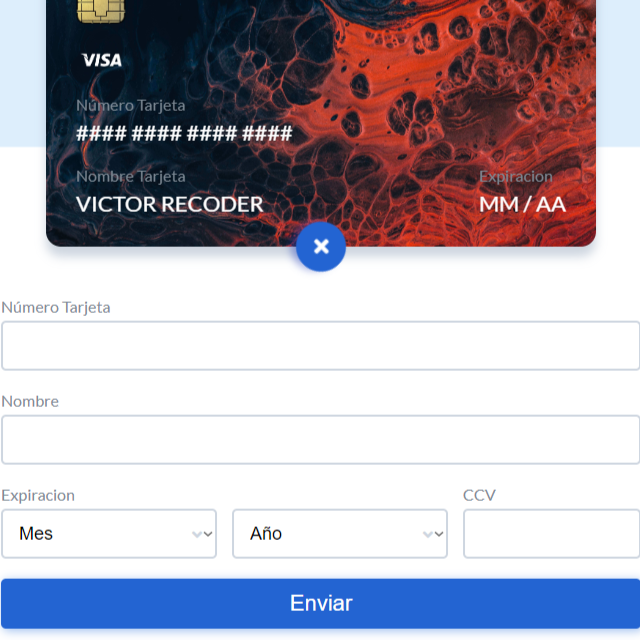 VISA
Número Tarjeta
#### #### #### ####
Nombre Tarjeta
Expiracion
VICTOR RECODER
MM / AA
Número Tarjeta
Nombre
Expiracion
CCV
Mes
Año
Enviar